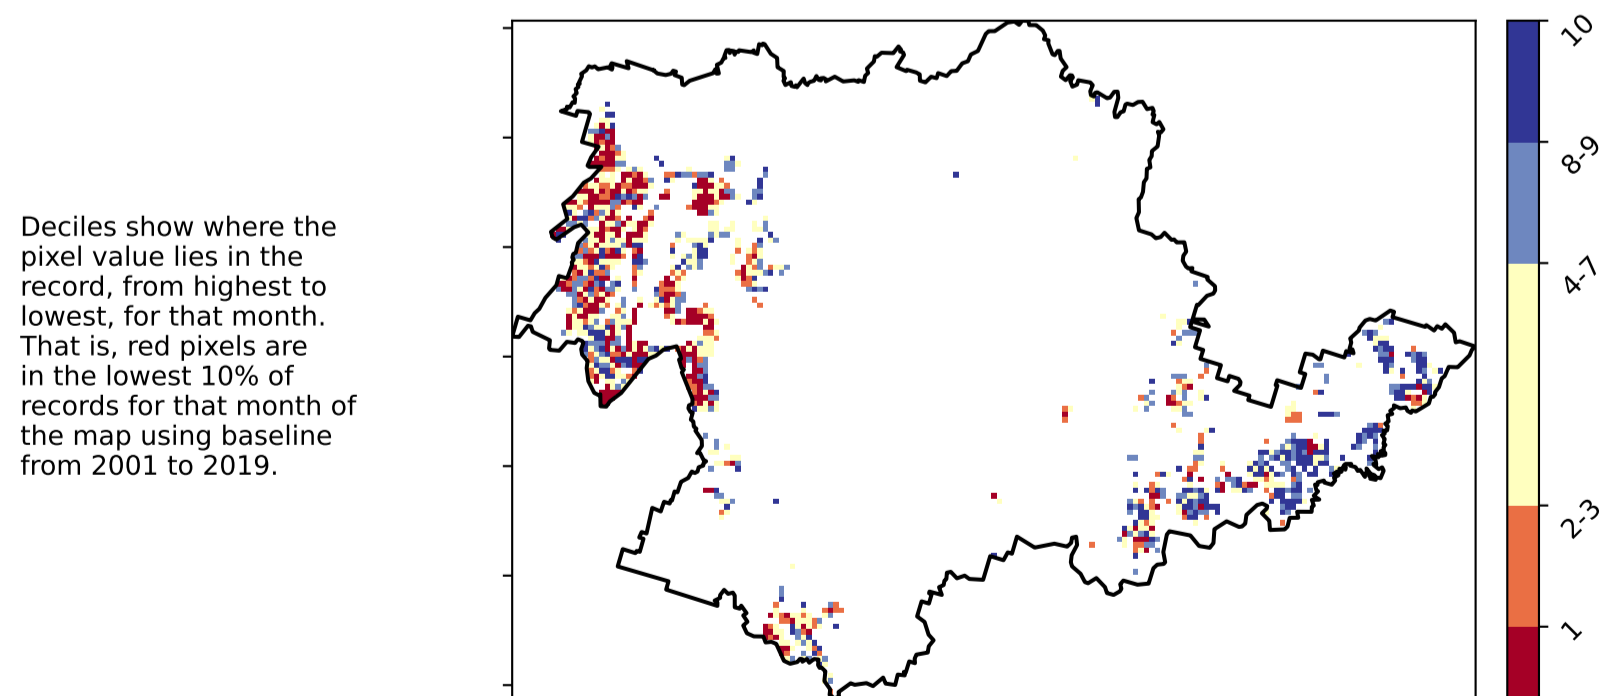 Deciles show where the
pixel value lies in the
record, from highest to
lowest, for that month.
That is, red pixels are
in the lowest 10% of
records for that month of
the map using baseline
from 2001 to 2019.
10
8-9
4-7
2-3
1